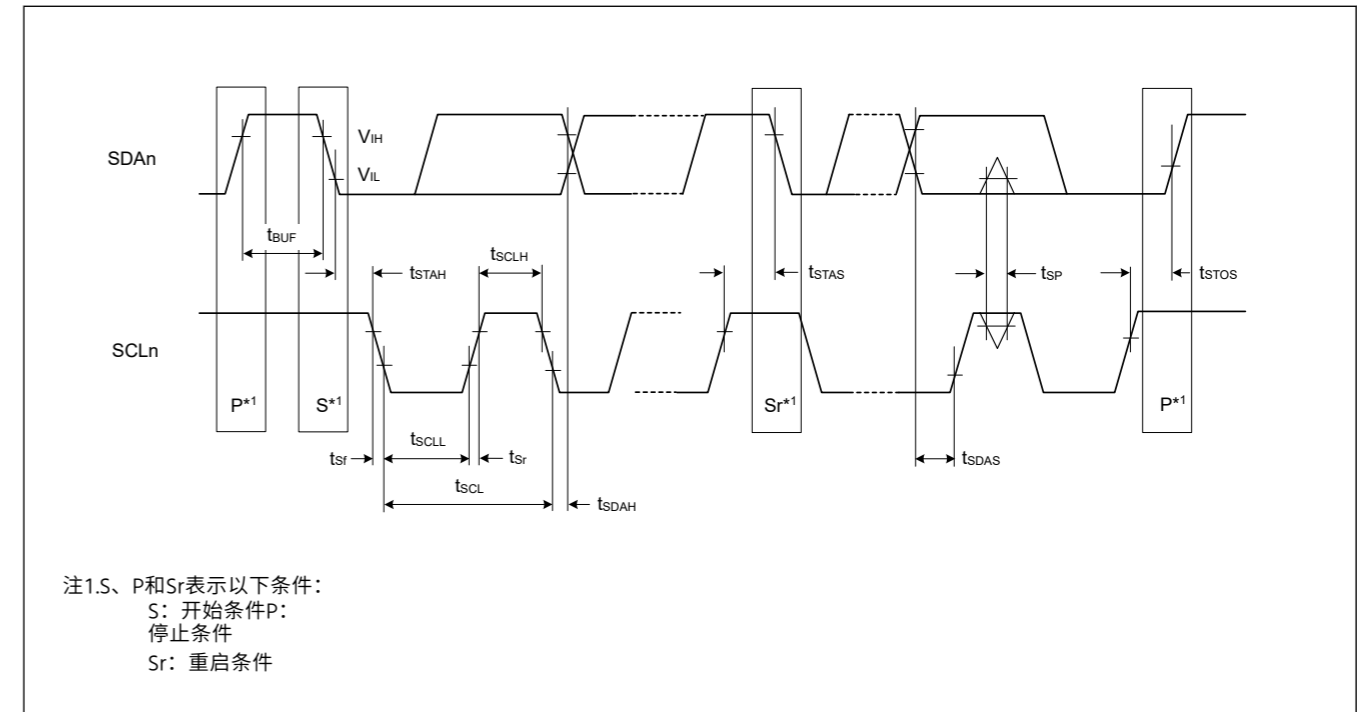 SDAn
VIH
VIL
tBUF
tSTAH
tSCLH
tSTAS
tSP
tSTOS
SCLn
P*1
S*1
Sr*1
P*1
tSf
tSCLL
tSr
tSCL
tSDAH
tSDAS
注1.S、P和Sr表示以下条件：
S：开始条件P：
停止条件
Sr：重启条件